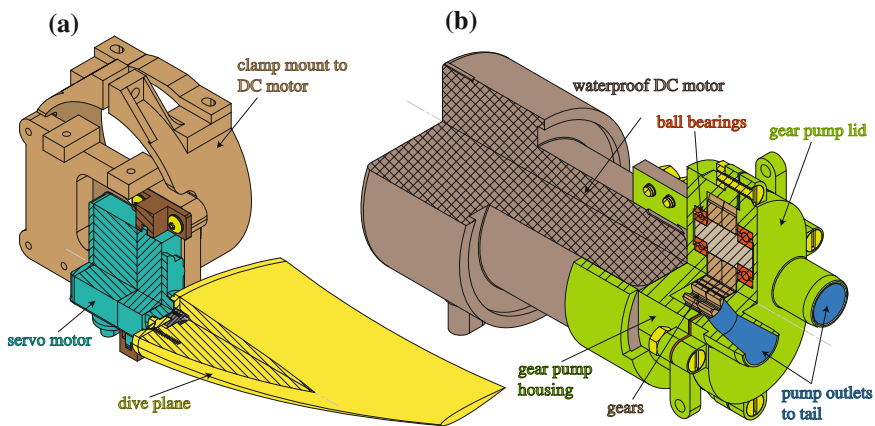 (a)
clamp mount to
DC motor
servo motor
dive plane
(b)
waterproof DC motor
ball bearings
gear pump lid
gear pump
housing
gears
pump outlets
to tail